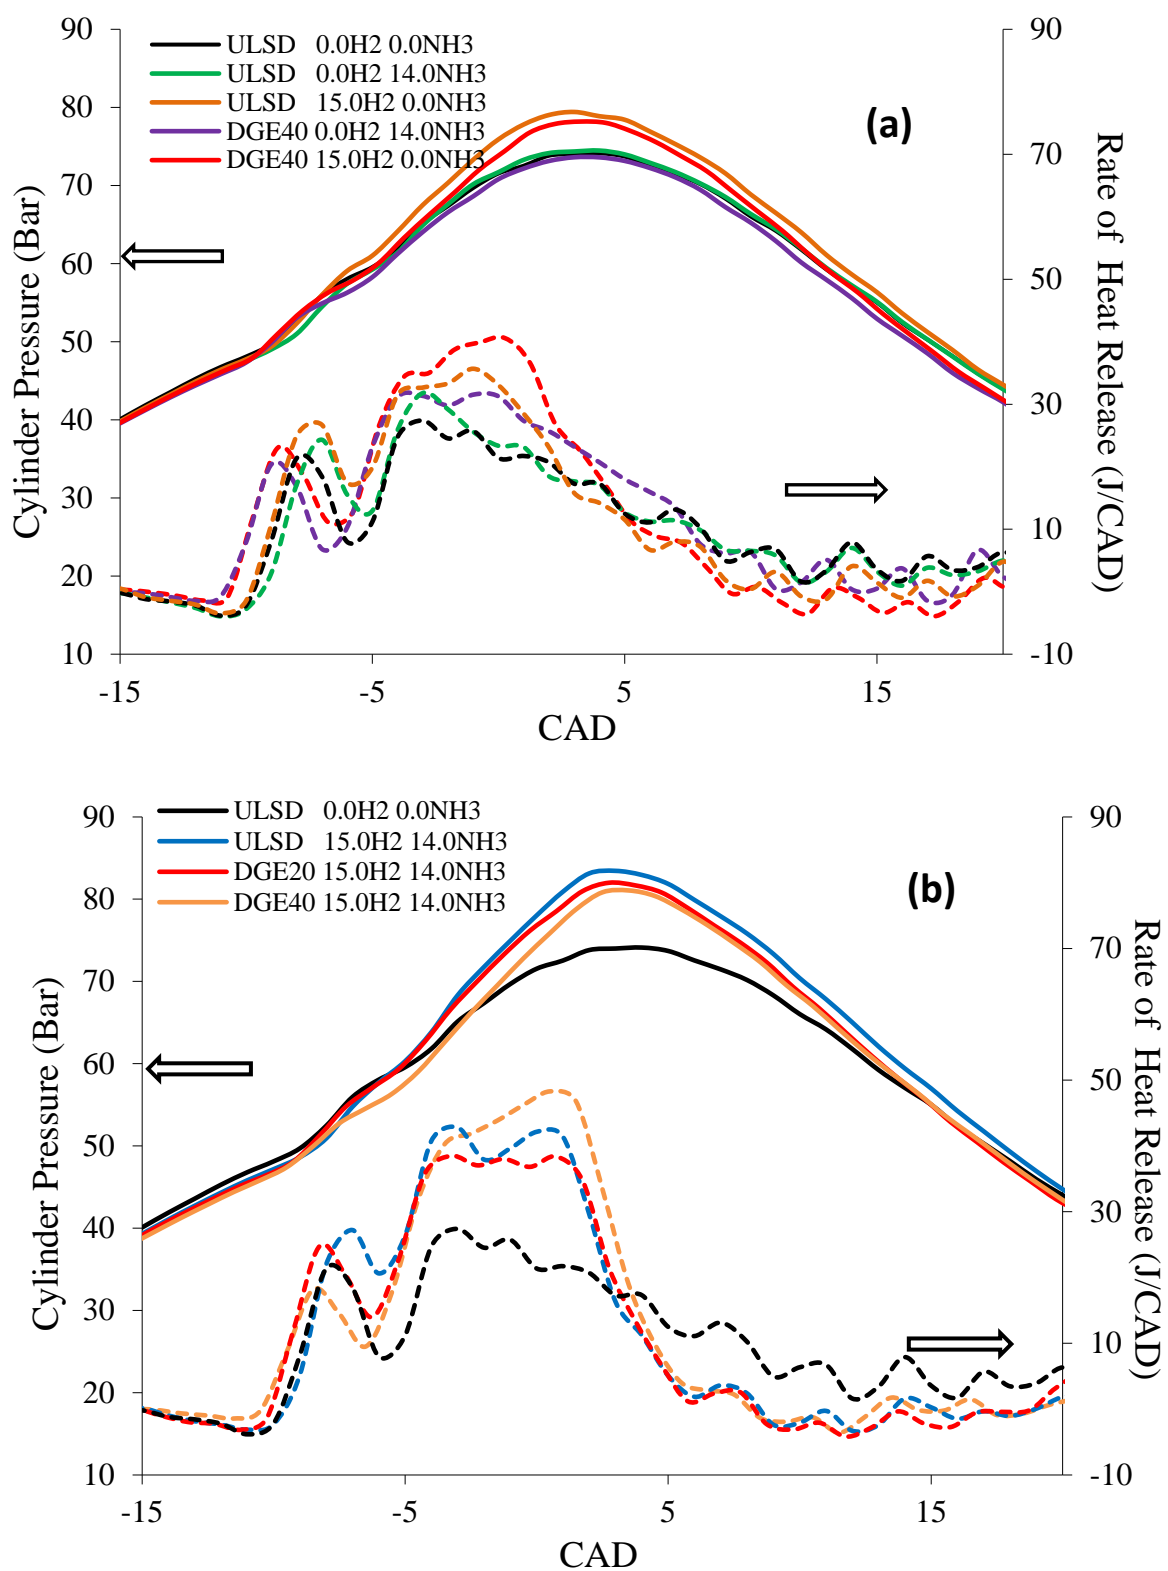 90
80
70
60
50
40
30
20
10
Cylinder Pressure (Bar)
ULSD 0.0H2 0.0NH3
ULSD 0.0H2 14.0NH3
ULSD 15.0H2 0.0NH3
DGE40 0.0H2 14.0NH3
DGE40 15.0H2 0.0NH3
(a)
90
70
50
30
10
-10
Rate of Heat Release (J/CAD)
-15 -5 5 15
CAD
90
80
70
60
50
40
30
20
10
Cylinder Pressure (Bar)
ULSD 0.0H2 0.0NH3
ULSD 15.0H2 14.0NH3
DGE20 15.0H2 14.0NH3
DGE40 15.0H2 14.0NH3
(b)
90
70
50
30
10
-10
Rate of Heat Release (J/CAD)
-15 -5 5 15
CAD